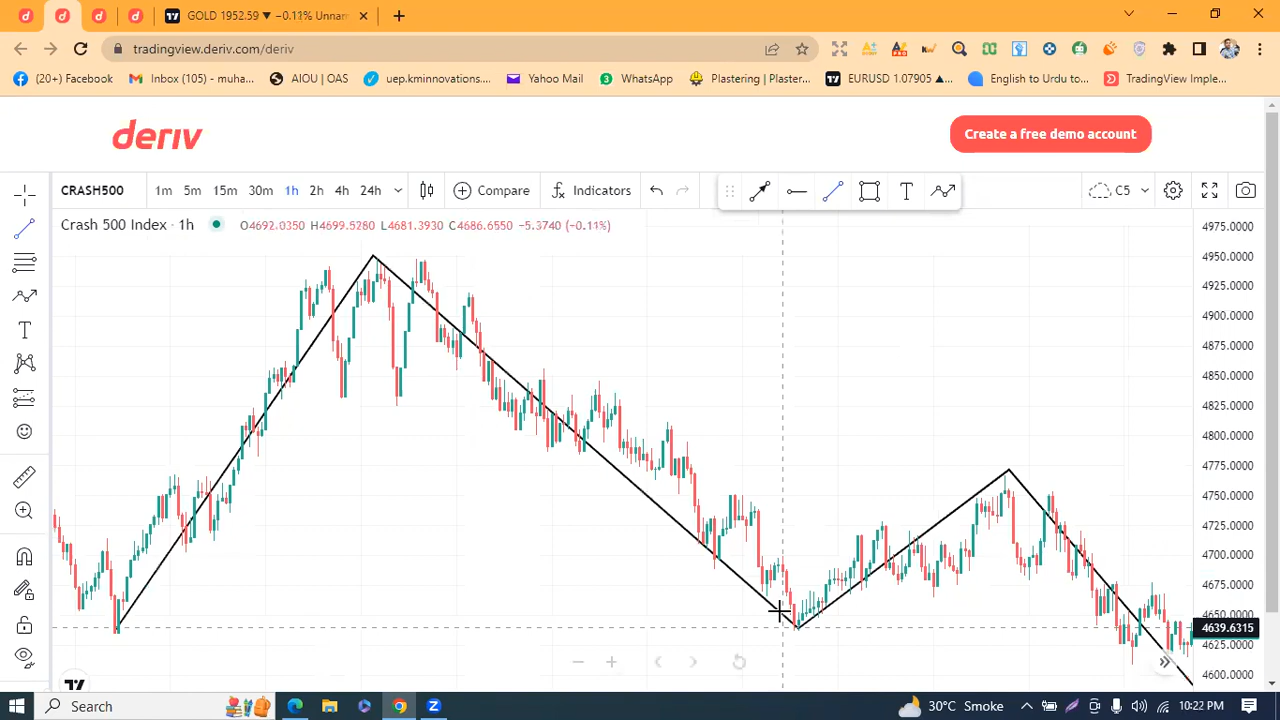 GOLD 1952.59 ▼ −0.11% Unnam
tradingview.deriv.com/deriv
(20+) Facebook
Inbox (105) - muha...
AIOU | OAS
uep.kminnovations....
Yahoo Mail
WhatsApp
Plastering | Plaster...
EURUSD 1.07905 ▲...
English to Urdu to...
TradingView Imple...
deriv
Create a free demo account
CRASH500
1m 5m 15m 30m 1h 2h 4h 24h
Compare
Indicators
T
C5
Crash 500 Index · 1h
O4692.0350 H4699.5280 L4681.3930 C4686.6550 −5.3740 (−0.11%)
4975.0000
4950.0000
4925.0000
4900.0000
4875.0000
4850.0000
4825.0000
4800.0000
4775.0000
4750.0000
4725.0000
4700.0000
4675.0000
4650.0000
4639.6315
4625.0000
4600.0000
Search
30°C Smoke
10:22 PM